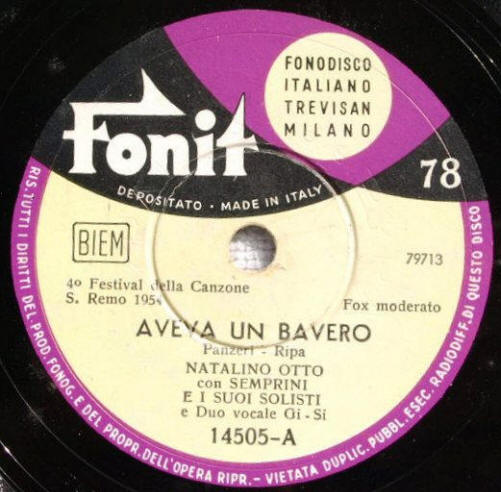 FONODISCO
ITALIANO
TREVISAN
MILANO
Fonit
78
DEPOSITATO • MADE IN ITALY
BIEM
79713
4º Festival della Canzone
S. Remo 1954
Fox moderato
AVEVA UN BAVERO
Panzeri - Ripa
NATALINO OTTO
con SEMPRINI
E I SUOI SOLISTI
e Duo vocale Gi - Si
14505-A
RIS. TUTTI I DIRITTI DEL PROD. FONOG. E DEL PROPR. DELL'OPERA RIPR. - VIETATA DUPLIC. PUBBL. ESEC. RADIODIFF. DI QUESTO DISCO